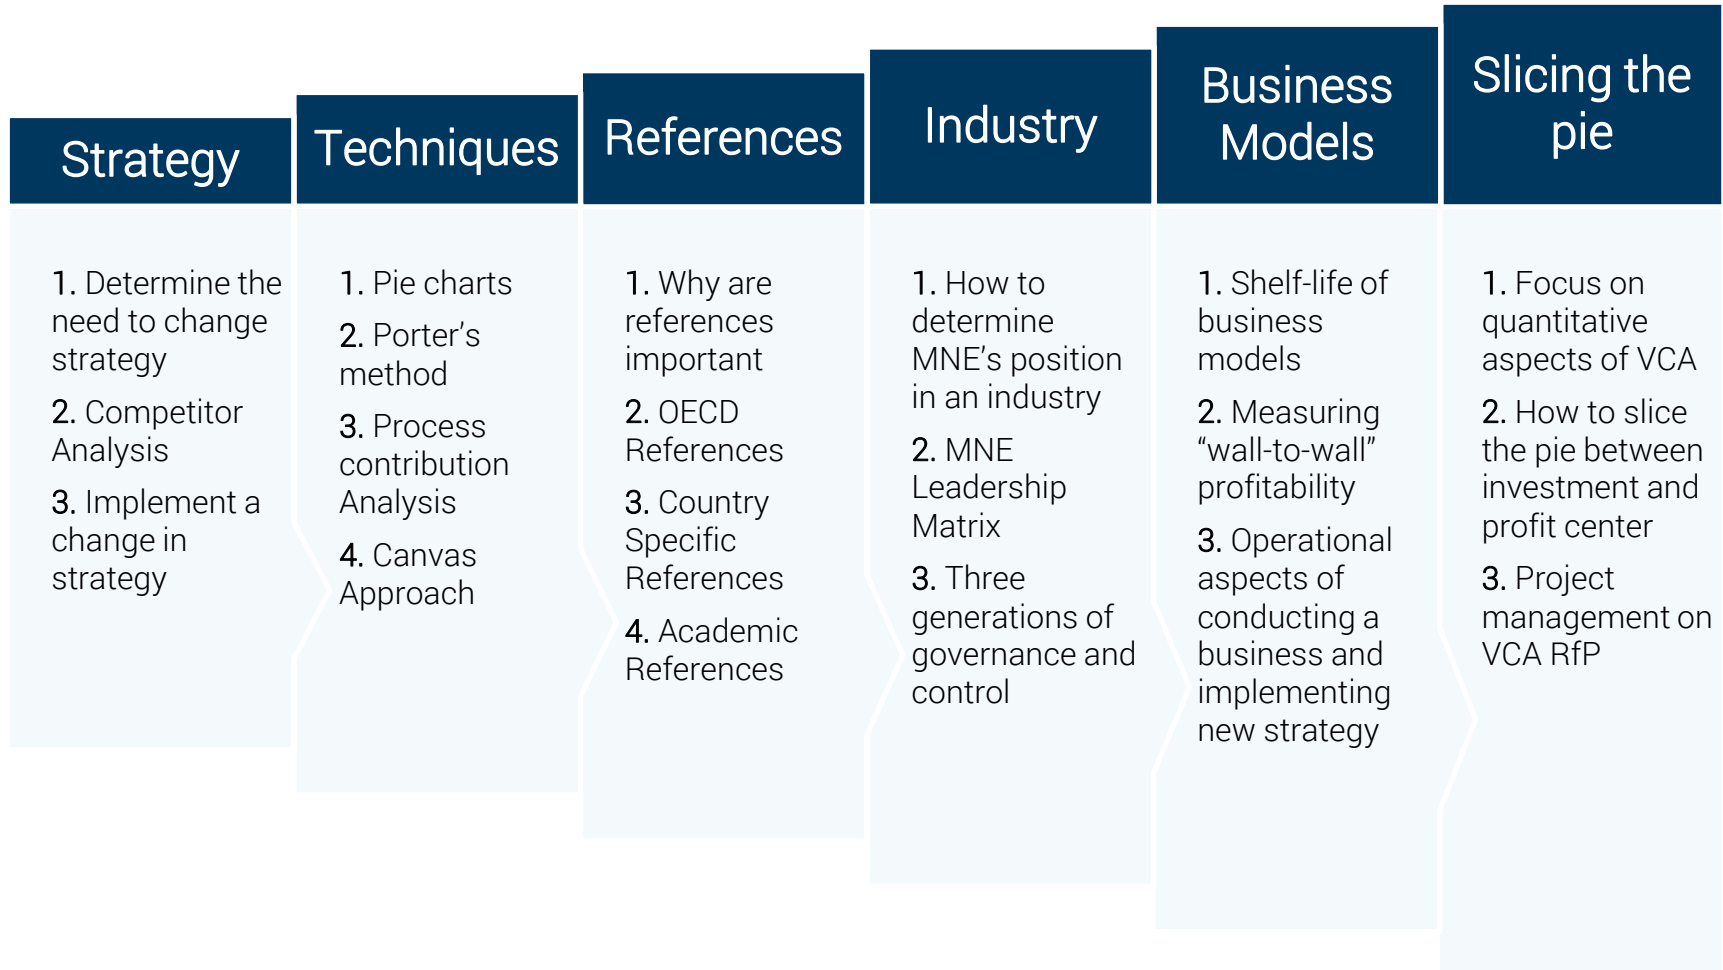 Strategy
1. Determine the
need to change
strategy
2. Competitor
Analysis
3. Implement a
change in
strategy
Techniques
1. Pie charts
2. Porter’s
method
3. Process
contribution
Analysis
4. Canvas
Approach
References
1. Why are
references
important
2. OECD
References
3. Country
Specific
References
4. Academic
References
Industry
1. How to
determine
MNE’s position
in an industry
2. MNE
Leadership
Matrix
3. Three
generations of
governance and
control
Business
Models
1. Shelf-life of
business
models
2. Measuring
“wall-to-wall”
profitability
3. Operational
aspects of
conducting a
business and
implementing
new strategy
Slicing the
pie
1. Focus on
quantitative
aspects of VCA
2. How to slice
the pie between
investment and
profit center
3. Project
management on
VCA RfP